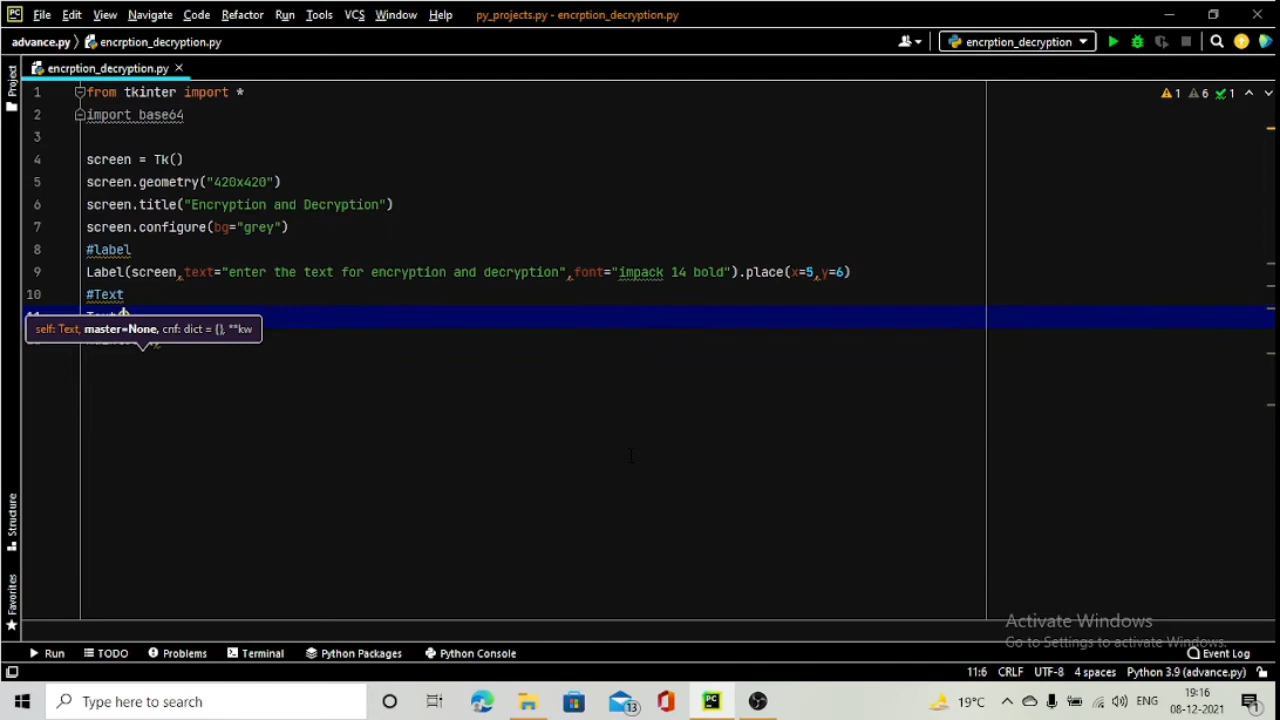 File Edit View Navigate Code Refactor Run Tools VCS Window Help py_projects.py - encrption_decryption.py
advance.py encrption_decryption.py encrption_decryption
Project
encrption_decryption.py
1 from tkinter import * 1 6 1
2 import base64
3
4 screen = Tk()
5 screen.geometry("420x420")
6 screen.title("Encryption and Decryption")
7 screen.configure(bg="grey")
8 #label
9 Label(screen,text="enter the text for encryption and decryption",font="impack 14 bold").place(x=5,y=6)
10 #Text
self: Text, master=None, cnf: dict = {}, **kw
Structure
Favorites
Activate Windows
Go to Settings to activate Windows.
Run TODO Problems Terminal Python Packages Python Console Event Log
11:6 CRLF UTF-8 4 spaces Python 3.9 (advance.py)
Type here to search 13 19°C ENG 19:16 08-12-2021 1